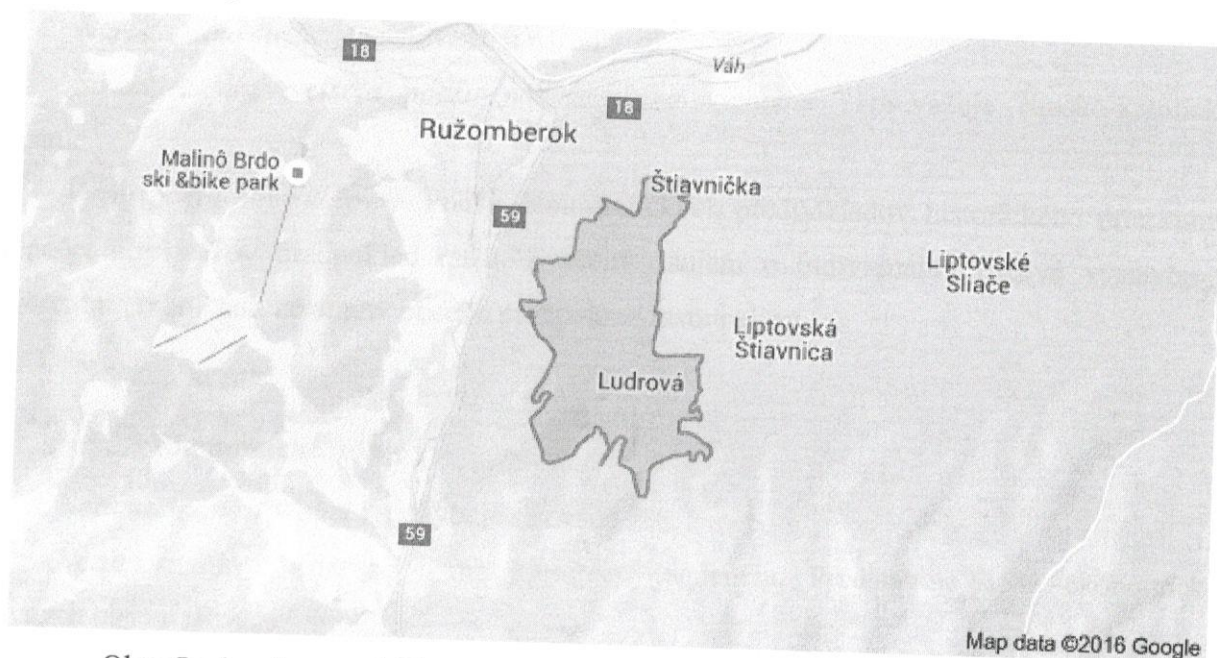 18
Váh
18
Ružomberok
Malinô Brdo
ski &bike park
Štiavnička
59
Liptovské
Sliače
Liptovská
Štiavnica
Ludrová
59
Map data ©2016 Google